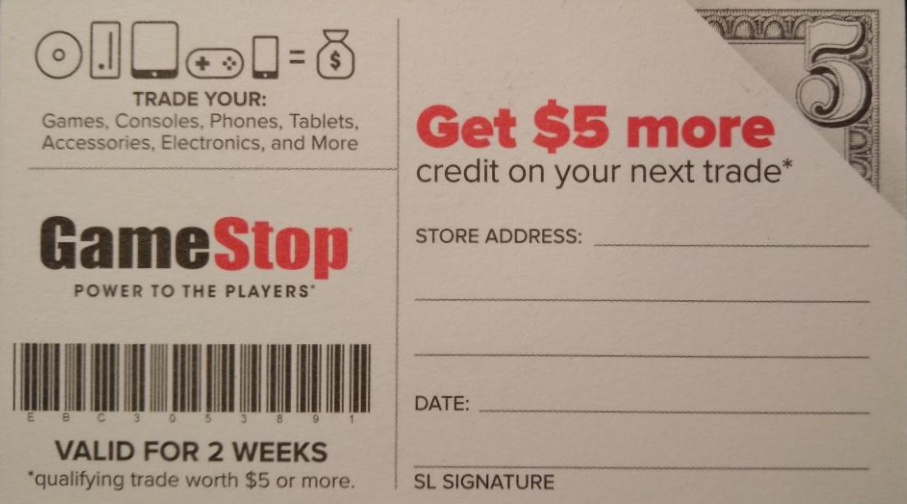 TRADE YOUR:
Games, Consoles, Phones, Tablets,
Accessories, Electronics, and More
GameStop
POWER TO THE PLAYERS
EBC3053891
VALID FOR 2 WEEKS
*qualifying trade worth $5 or more.
5
Get $5 more
credit on your next trade*
STORE ADDRESS:
DATE:
SL SIGNATURE